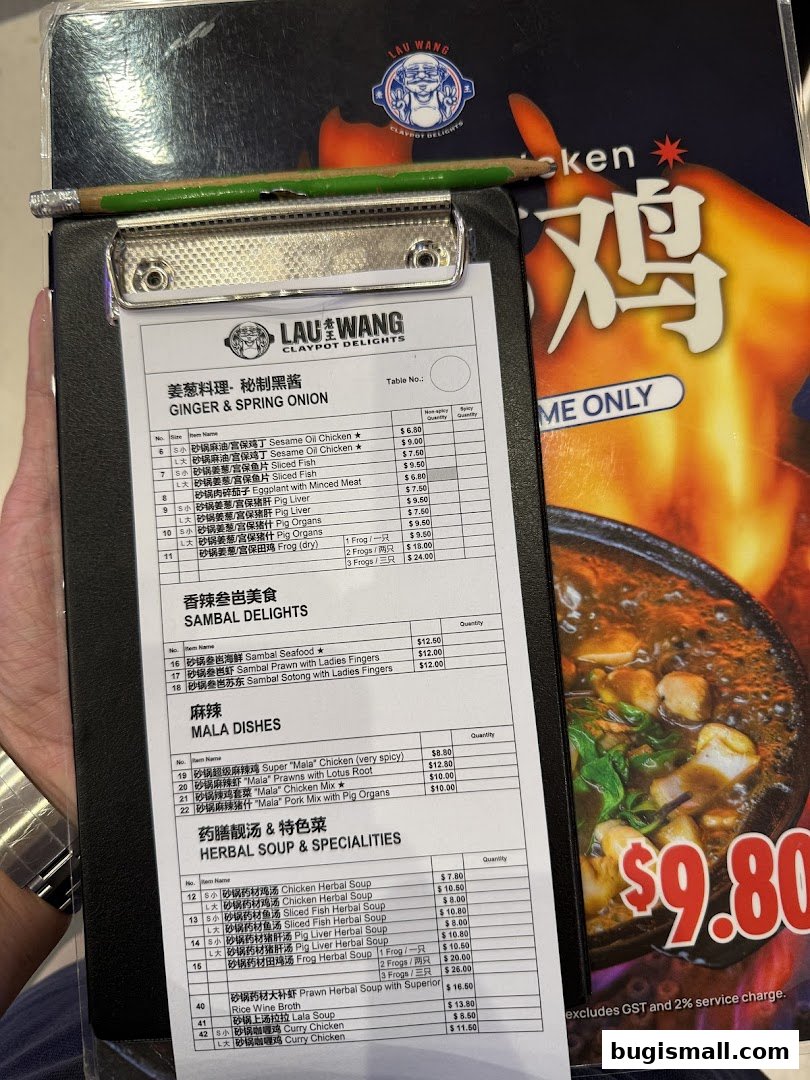 LAU WANG
老 王
CLAYPOT DELIGHTS
鸡
ME ONLY
LAU 老王 WANG
CLAYPOT DELIGHTS
姜葱料理- 秘制黑酱
GINGER & SPRING ONION
Table No.:
No. Size Item Name Non-spicy Quantity Spicy Quantity
6 S 小 砂锅麻油/宫保鸡丁 Sesame Oil Chicken ★ $ 6.80
L 大 砂锅麻油/宫保鸡丁 Sesame Oil Chicken ★ $ 9.00
7 S 小 砂锅姜葱/宫保鱼片 Sliced Fish $ 7.50
L 大 砂锅姜葱/宫保鱼片 Sliced Fish $ 9.50
8 砂锅肉碎茄子 Eggplant with Minced Meat $ 6.80
9 S 小 砂锅姜葱/宫保猪肝 Pig Liver $ 7.50
L 大 砂锅姜葱/宫保猪肝 Pig Liver $ 9.50
10 S 小 砂锅姜葱/宫保猪什 Pig Organs $ 7.50
L 大 砂锅姜葱/宫保猪什 Pig Organs $ 9.50
11 砂锅姜葱/宫保田鸡 Frog (dry) 1 Frog / 一只 $ 9.50
2 Frogs / 两只 $ 18.00
3 Frogs / 三只 $ 24.00
香辣叁岜美食
SAMBAL DELIGHTS
No. Item Name Quantity
16 砂锅叁岜海鲜 Sambal Seafood ★ $12.50
17 砂锅叁岜虾 Sambal Prawn with Ladies Fingers $12.00
18 砂锅叁岜苏东 Sambal Sotong with Ladies Fingers $12.00
麻辣
MALA DISHES
No. Item Name Quantity
19 砂锅超级麻辣鸡 Super "Mala" Chicken (very spicy) $8.80
20 砂锅麻辣虾 "Mala" Prawns with Lotus Root $12.80
21 砂锅辣鸡套菜 "Mala" Chicken Mix ★ $10.00
22 砂锅麻辣猪什 "Mala" Pork Mix with Pig Organs $10.00
药膳靓汤 & 特色菜
HERBAL SOUP & SPECIALITIES
No. Item Name Quantity
12 S 小 砂锅药材鸡汤 Chicken Herbal Soup $ 7.80
L 大 砂锅药材鸡汤 Chicken Herbal Soup $ 10.50
13 S 小 砂锅药材鱼汤 Sliced Fish Herbal Soup $ 8.00
L 大 砂锅药材鱼汤 Sliced Fish Herbal Soup $ 10.80
14 S 小 砂锅药材猪肝汤 Pig Liver Herbal Soup $ 8.00
L 大 砂锅药材猪肝汤 Pig Liver Herbal Soup $ 10.80
15 砂锅药材田鸡汤 Frog Herbal Soup 1 Frog / 一只 $ 10.50
2 Frogs / 两只 $ 20.00
3 Frogs / 三只 $ 26.00
40 砂锅药材大补虾 Prawn Herbal Soup with Superior Rice Wine Broth $ 16.50
41 砂锅上汤拉拉 Lala Soup $ 13.80
42 S 小 砂锅咖喱鸡 Curry Chicken $ 8.50
L 大 砂锅咖喱鸡 Curry Chicken $ 11.50
$9.80
excludes GST and 2% service charge.
bugismall.com